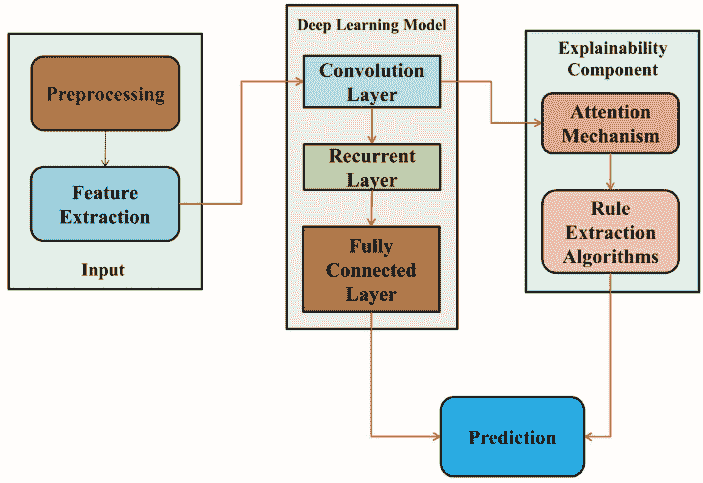 Preprocessing
Feature
Extraction
Input
Deep Learning Model
Convolution
Layer
Recurrent
Layer
Fully
Connected
Layer
Explainability
Component
Attention
Mechanism
Rule
Extraction
Algorithms
Prediction